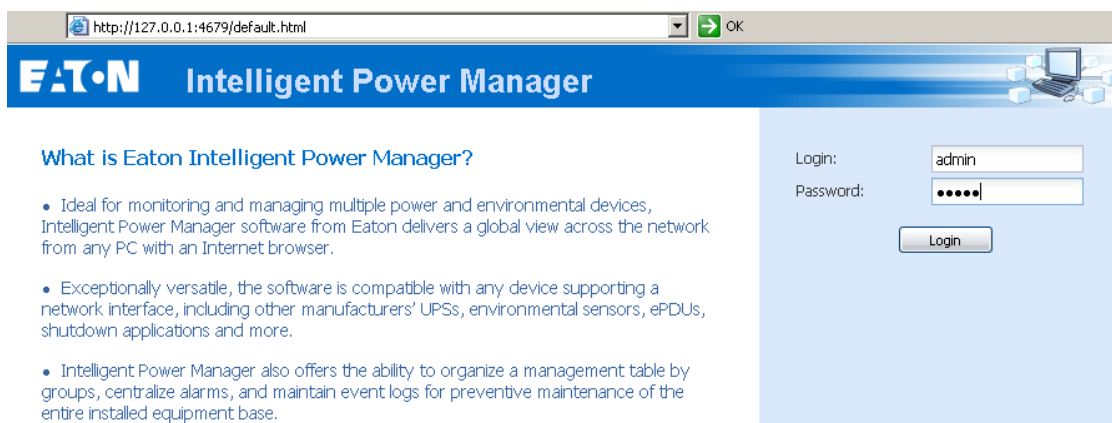 http://127.0.0.1:4679/default.html
OK
EATON
Intelligent Power Manager
What is Eaton Intelligent Power Manager?
• Ideal for monitoring and managing multiple power and environmental devices,
Intelligent Power Manager software from Eaton delivers a global view across the network
from any PC with an Internet browser.
• Exceptionally versatile, the software is compatible with any device supporting a
network interface, including other manufacturers' UPSs, environmental sensors, ePDUs,
shutdown applications and more.
• Intelligent Power Manager also offers the ability to organize a management table by
groups, centralize alarms, and maintain event logs for preventive maintenance of the
entire installed equipment base.
Login:
admin
Password:
•••••
Login